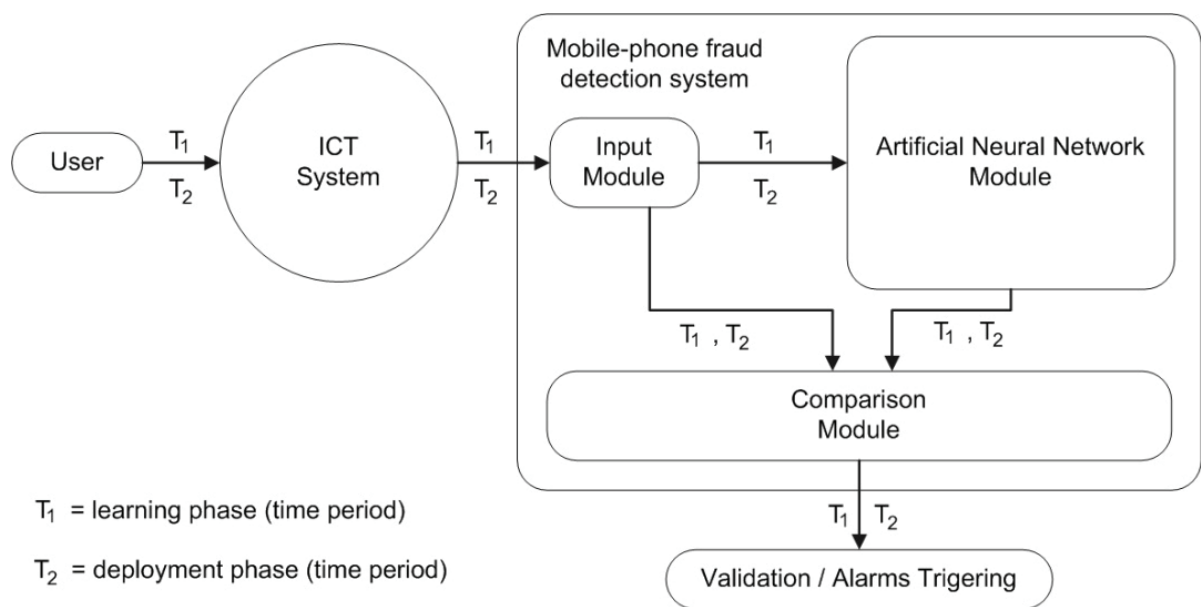 Mobile-phone fraud
detection system
User
T₁
T₂
ICT
System
T₁
T₂
Input
Module
T₁
T₂
Artificial Neural Network
Module
T₁ , T₂
T₁ , T₂
Comparison
Module
T₁ T₂
Validation / Alarms Trigering
T₁ = learning phase (time period)
T₂ = deployment phase (time period)